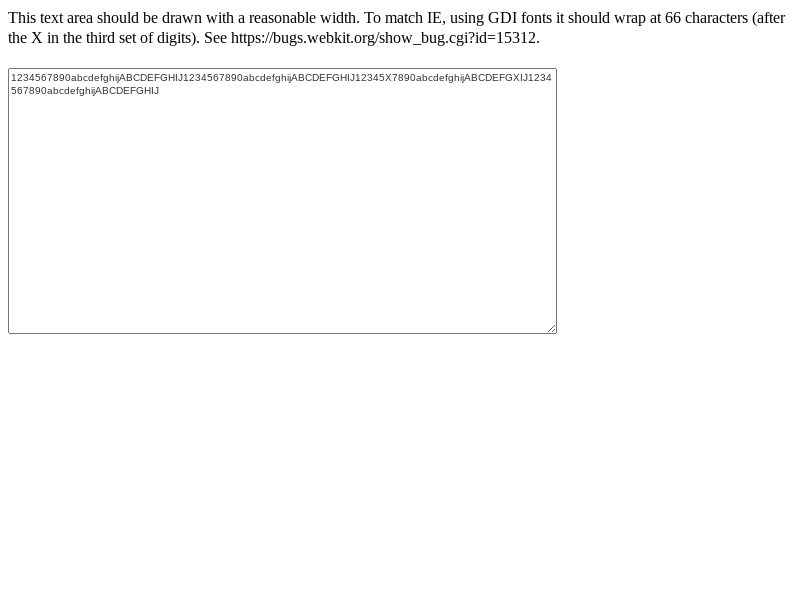 This text area should be drawn with a reasonable width. To match IE, using GDI fonts it should wrap at 66 characters (after
the X in the third set of digits). See https://bugs.webkit.org/show_bug.cgi?id=15312.
1234567890abcdefghijABCDEFGHIJ1234567890abcdefghijABCDEFGHIJ12345X7890abcdefghijABCDEFGXIJ1234
567890abcdefghijABCDEFGHIJ